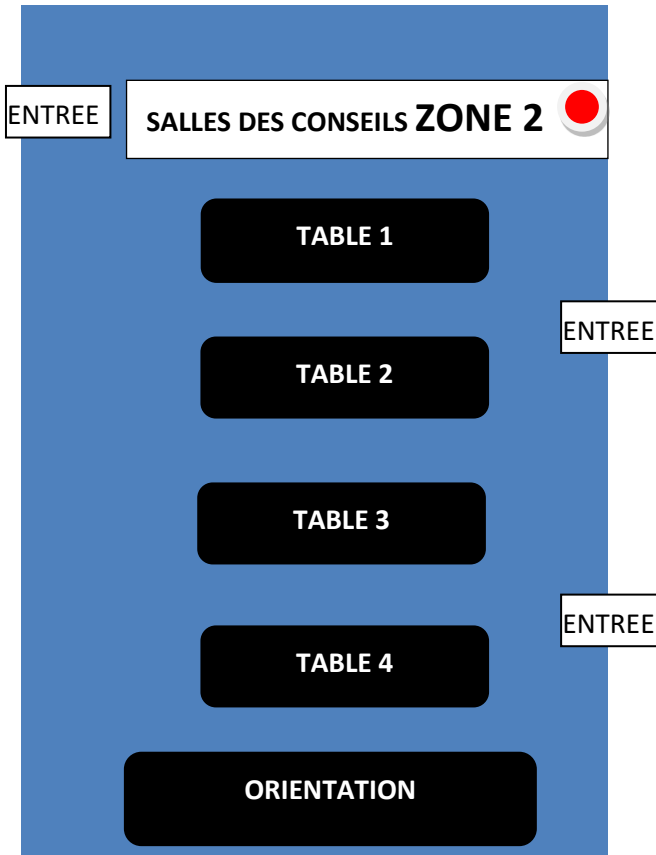 ENTREE
SALLES DES CONSEILS ZONE 2
TABLE 1
ENTREE
TABLE 2
TABLE 3
ENTREE
TABLE 4
ORIENTATION